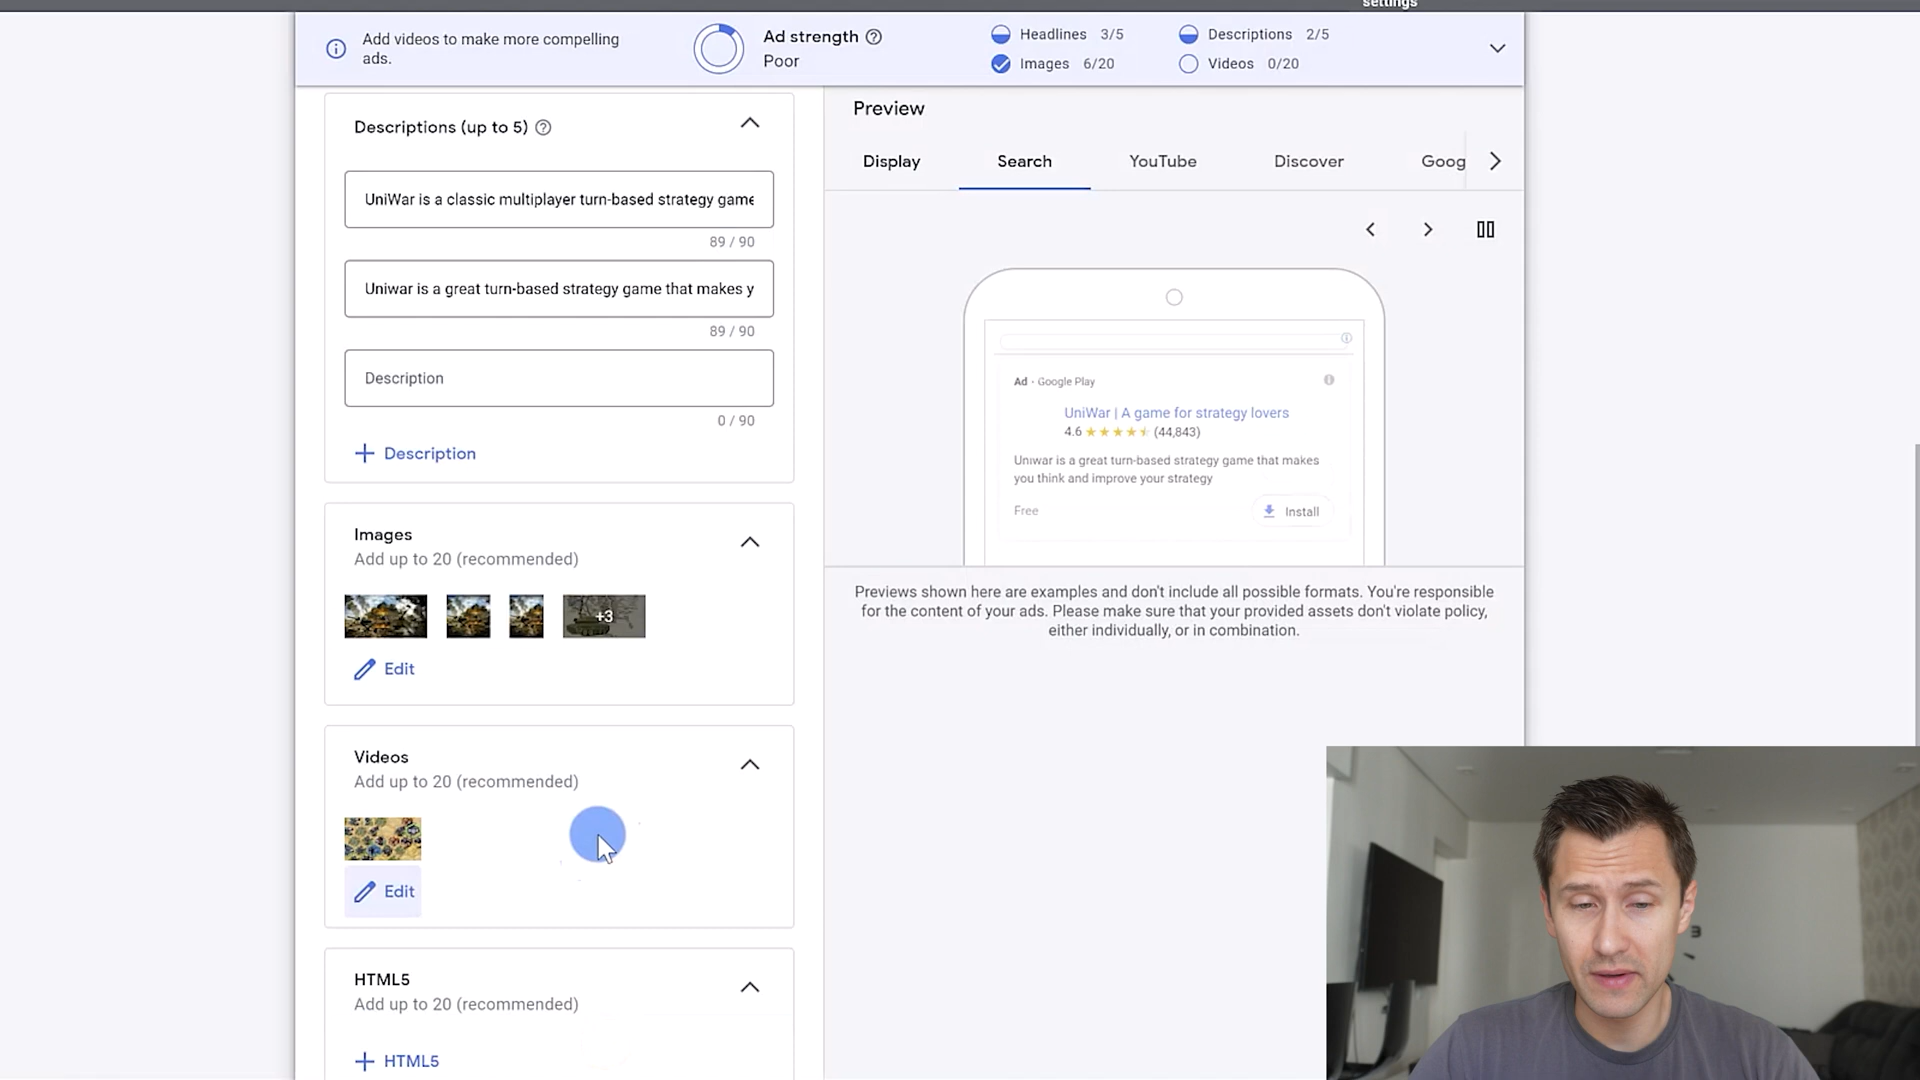 settings
Add videos to make more compelling
ads.
Ad strength
Poor
Headlines 3/5
Descriptions 2/5
Images 6/20
Videos 0/20
Descriptions (up to 5)
UniWar is a classic multiplayer turn-based strategy game
89 / 90
Uniwar is a great turn-based strategy game that makes y
89 / 90
Description
0 / 90
Description
Images
Add up to 20 (recommended)
+3
Edit
Videos
Add up to 20 (recommended)
Edit
HTML5
Add up to 20 (recommended)
HTML5
Preview
Display Search YouTube Discover Goog
Ad · Google Play
UniWar | A game for strategy lovers
4.6 ★★★★★ (44,843)
Uniwar is a great turn-based strategy game that makes
you think and improve your strategy
Free
Install
Previews shown here are examples and don't include all possible formats. You're responsible
for the content of your ads. Please make sure that your provided assets don't violate policy,
either individually, or in combination.